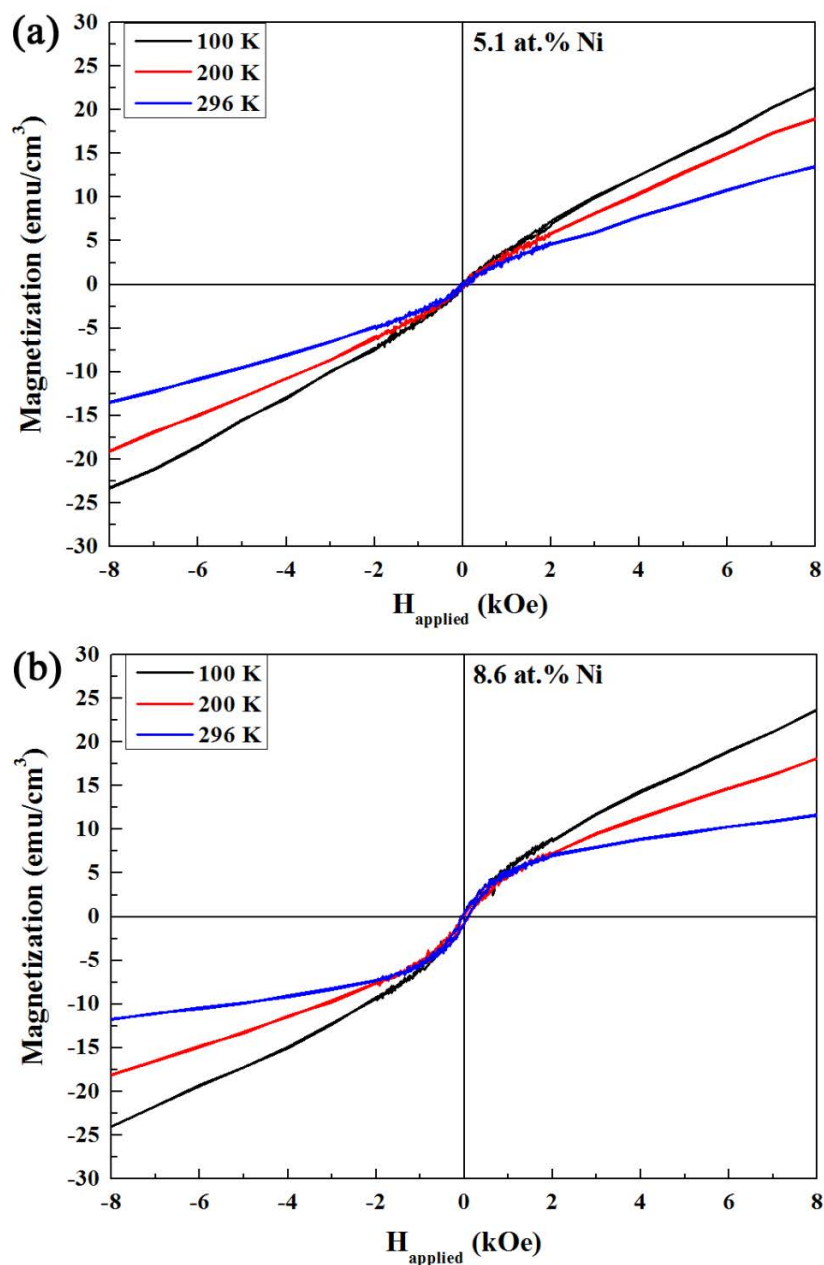 (a)
5.1 at.% Ni
100 K
200 K
296 K
30
25
20
15
10
5
0
-5
-10
-15
-20
-25
-30
Magnetization (emu/cm³)
-8 -6 -4 -2 0 2 4 6 8
H_applied (kOe)
(b)
8.6 at.% Ni
100 K
200 K
296 K
30
25
20
15
10
5
0
-5
-10
-15
-20
-25
-30
Magnetization (emu/cm³)
-8 -6 -4 -2 0 2 4 6 8
H_applied (kOe)